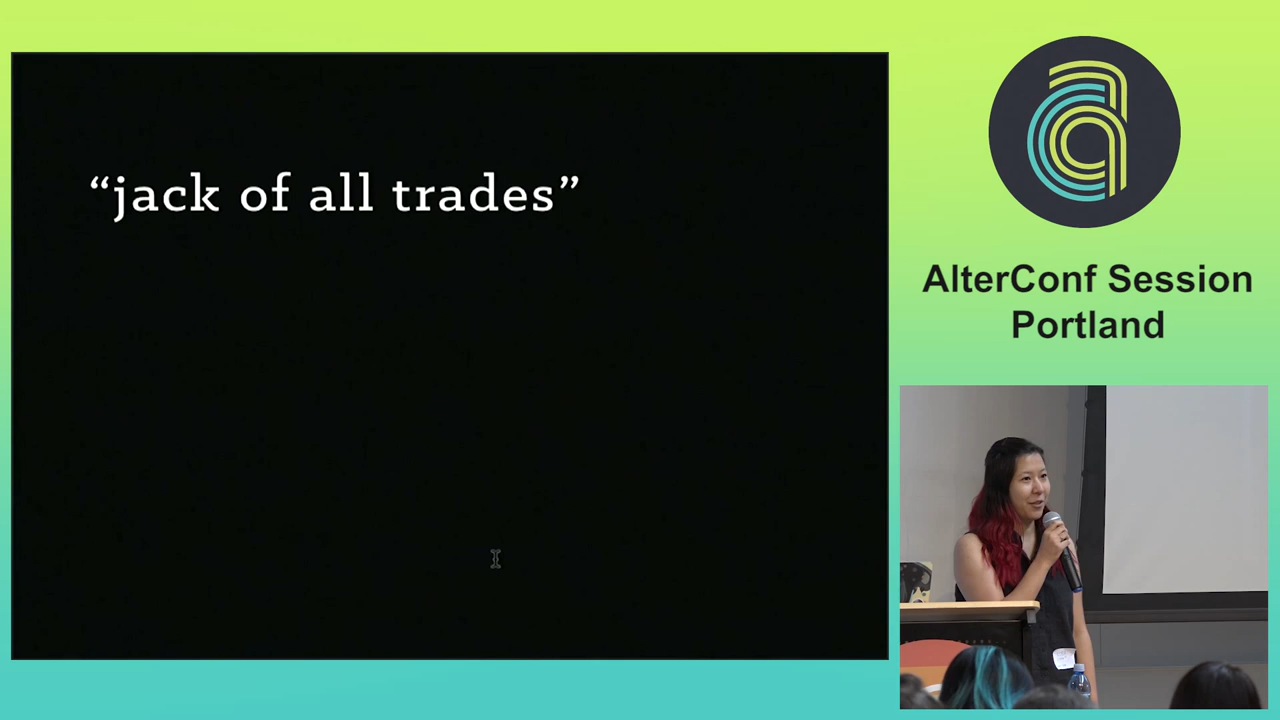 “jack of all trades”
AlterConf Session
Portland